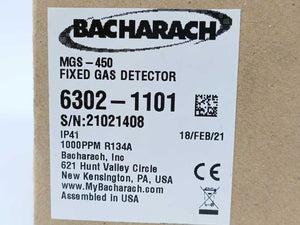 BACHARACH
MGS-450
FIXED GAS DETECTOR
6302-1101
S/N:21021408
IP41 18/FEB/21
1000PPM R134A
Bacharach, Inc
621 Hunt Valley Circle
New Kensington, PA, USA
www.MyBacharach.com
Assembled in USA